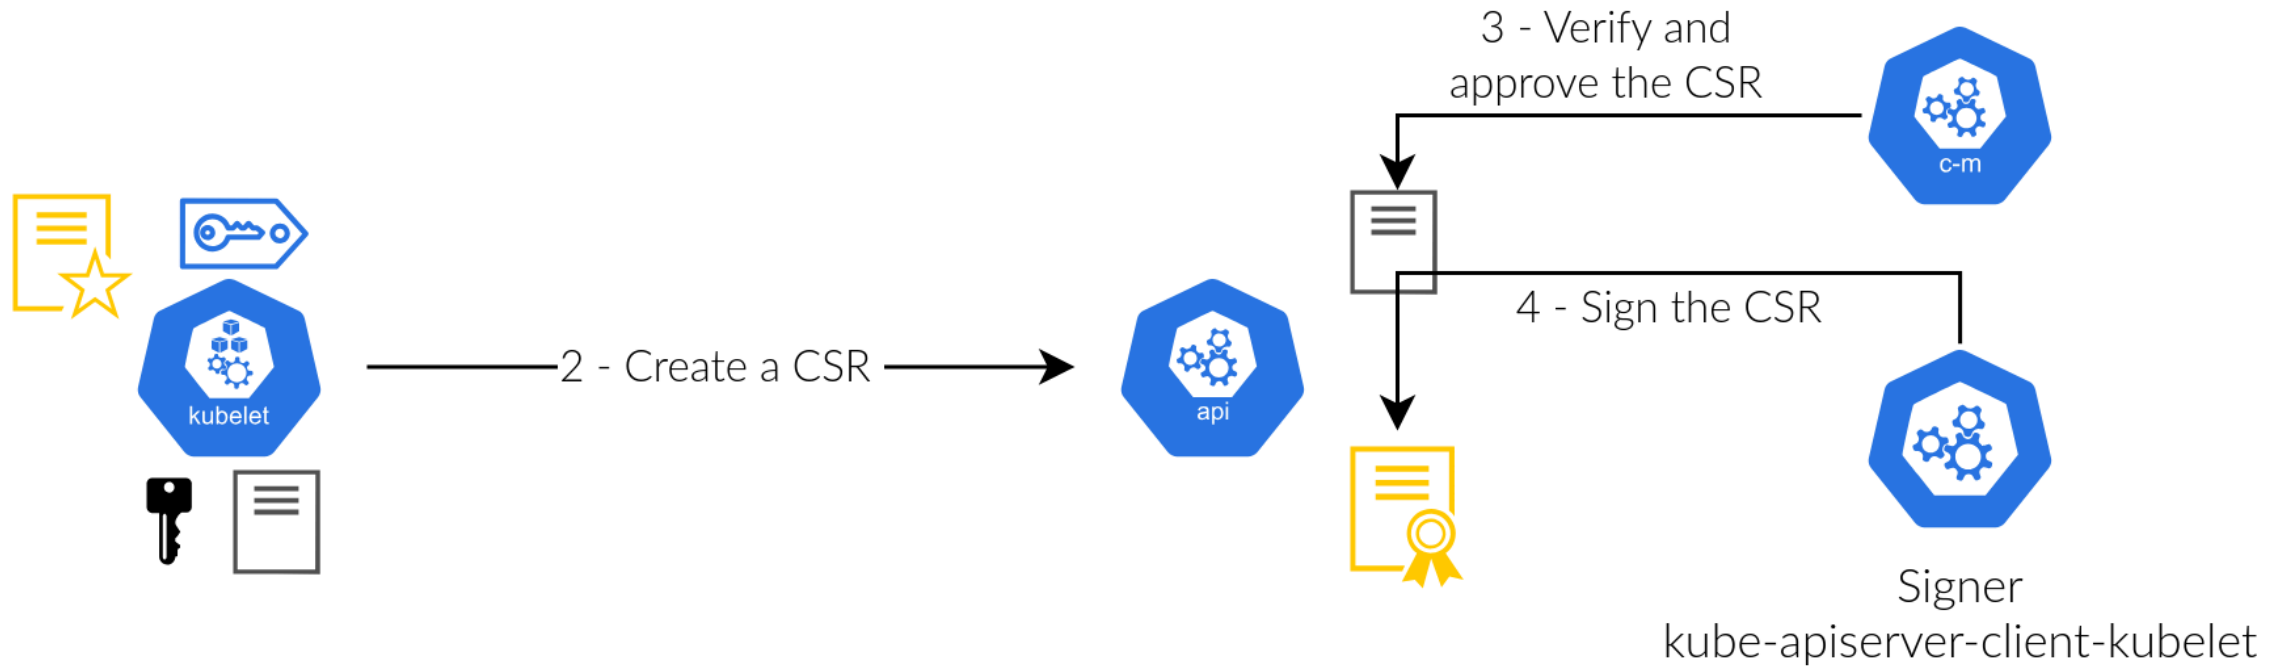 3 - Verify and
approve the CSR
c-m
4 - Sign the CSR
kubelet
2 - Create a CSR
api
Signer
kube-apiserver-client-kubelet